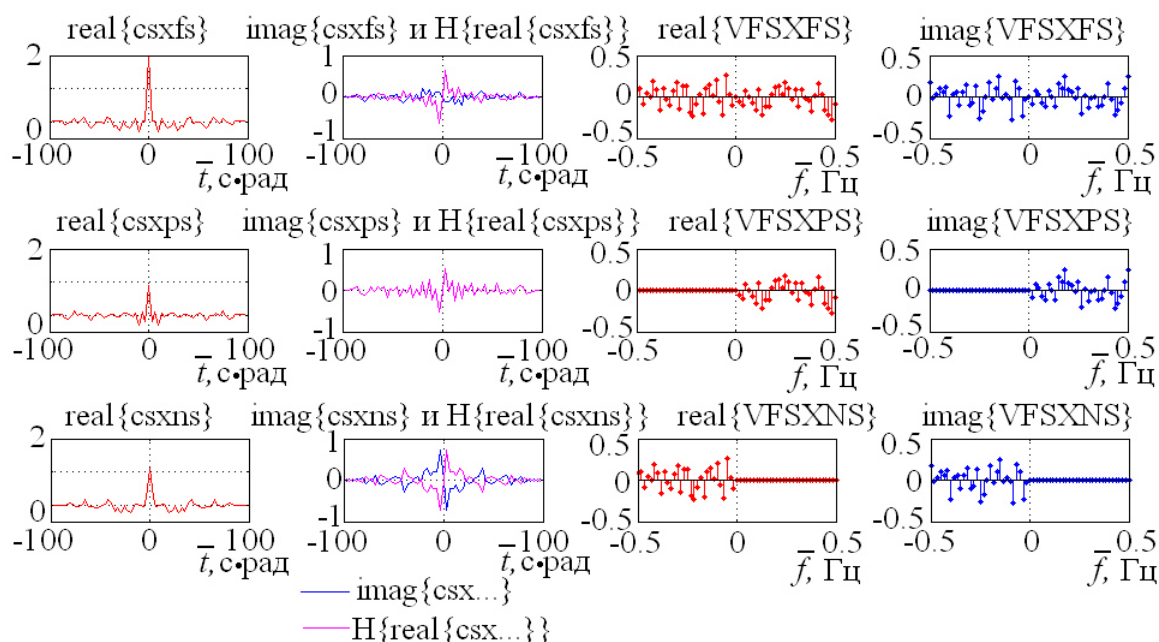 real{csxfs} imag{csxfs} и H{real{csxfs}} real{VFSXFS} imag{VFSXFS}
2 1 0.5 0.5
0 0 0 0
-1 -0.5 -0.5
-100 0 100 -100 0 100 -0.5 0 0.5 -0.5 0 0.5
t, с•рад t, с•рад f, Гц f, Гц
real{csxps} imag{csxps} и H{real{csxps}} real{VFSXPS} imag{VFSXPS}
2 1 0.5 0.5
0 0 0 0
-1 -0.5 -0.5
-100 0 100 -100 0 100 -0.5 0 0.5 -0.5 0 0.5
t, с•рад t, с•рад f, Гц f, Гц
real{csxns} imag{csxns} и H{real{csxns}} real{VFSXNS} imag{VFSXNS}
2 1 0.5 0.5
0 0 0 0
-1 -0.5 -0.5
-100 0 100 -100 0 100 -0.5 0 0.5 -0.5 0 0.5
t, с•рад t, с•рад f, Гц f, Гц
imag{csx...}
H{real{csx...}}